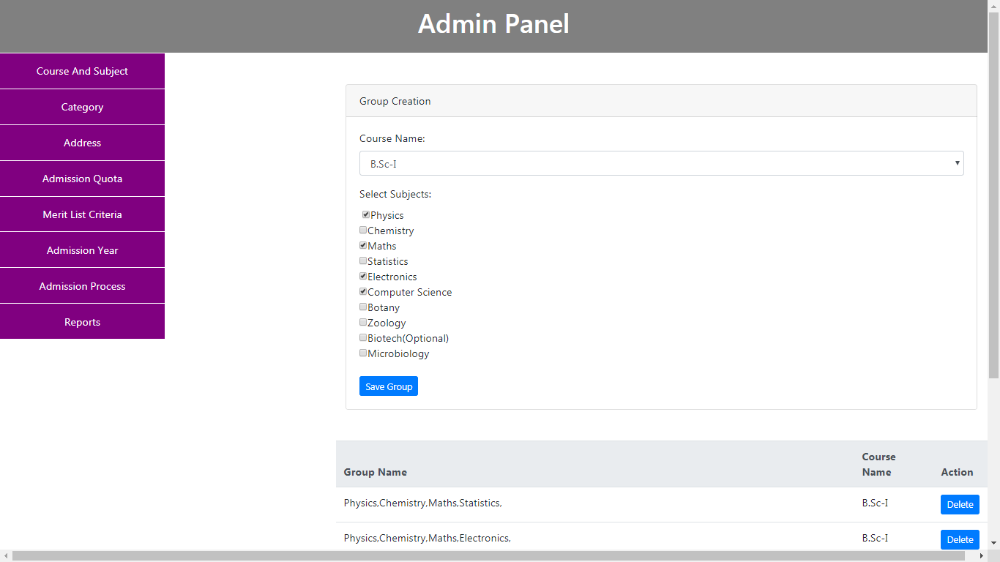 Admin Panel
Course And Subject
Category
Address
Admission Quota
Merit List Criteria
Admission Year
Admission Process
Reports
Group Creation
Course Name:
B.Sc-I
Select Subjects:
Physics
Chemistry
Maths
Statistics
Electronics
Computer Science
Botany
Zoology
Biotech(Optional)
Microbiology
Save Group
Group Name Course Name Action
Physics,Chemistry,Maths,Statistics, B.Sc-I Delete
Physics,Chemistry,Maths,Electronics, B.Sc-I Delete